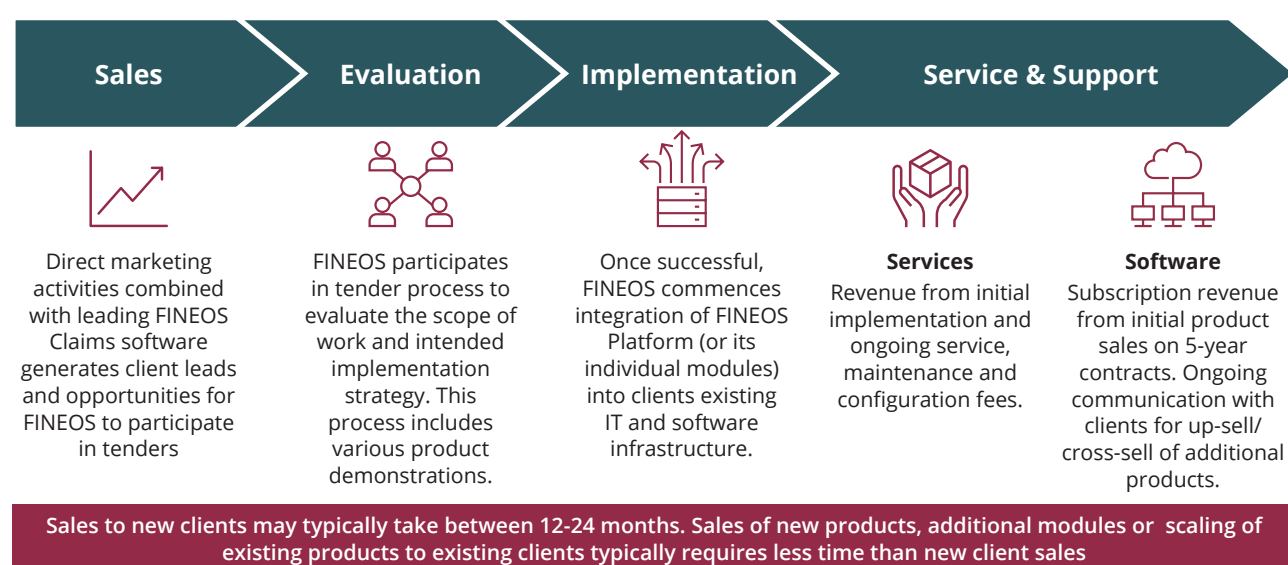 Sales
Evaluation
Implementation
Service & Support
Direct marketing
activities combined
with leading FINEOS
Claims software
generates client leads
and opportunities for
FINEOS to participate
in tenders
FINEOS participates
in tender process to
evaluate the scope of
work and intended
implementation
strategy. This
process includes
various product
demonstrations.
Once successful,
FINEOS commences
integration of FINEOS
Platform (or its
individual modules)
into clients existing
IT and software
infrastructure.
Services
Revenue from initial
implementation and
ongoing service,
maintenance and
configuration fees.
Software
Subscription revenue
from initial product
sales on 5-year
contracts. Ongoing
communication with
clients for up-sell/
cross-sell of additional
products.
Sales to new clients may typically take between 12-24 months. Sales of new products, additional modules or scaling of
existing products to existing clients typically requires less time than new client sales